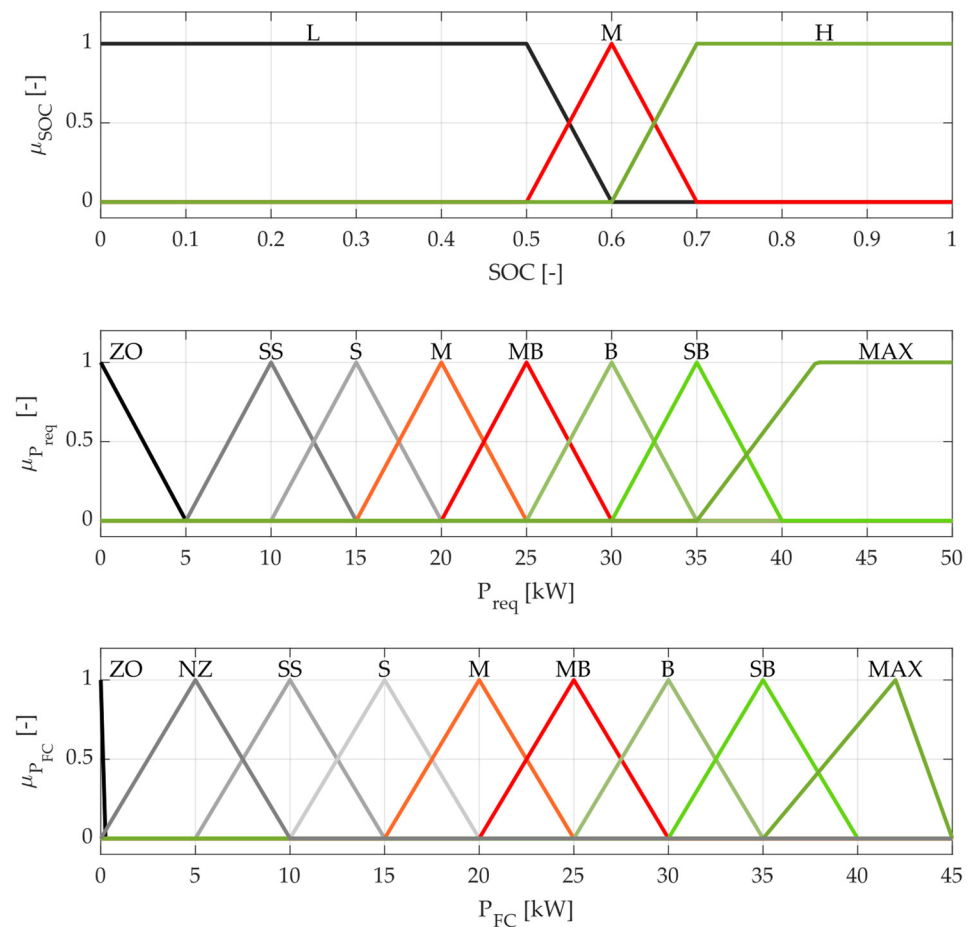 L M H
1
0.5
0
μSOC [-]
0 0.1 0.2 0.3 0.4 0.5 0.6 0.7 0.8 0.9 1
SOC [-]
ZO SS S M MB B SB MAX
1
0.5
0
μPreq [-]
0 5 10 15 20 25 30 35 40 45 50
Preq [kW]
ZO NZ SS S M MB B SB MAX
1
0.5
0
μPFC [-]
0 5 10 15 20 25 30 35 40 45
PFC [kW]